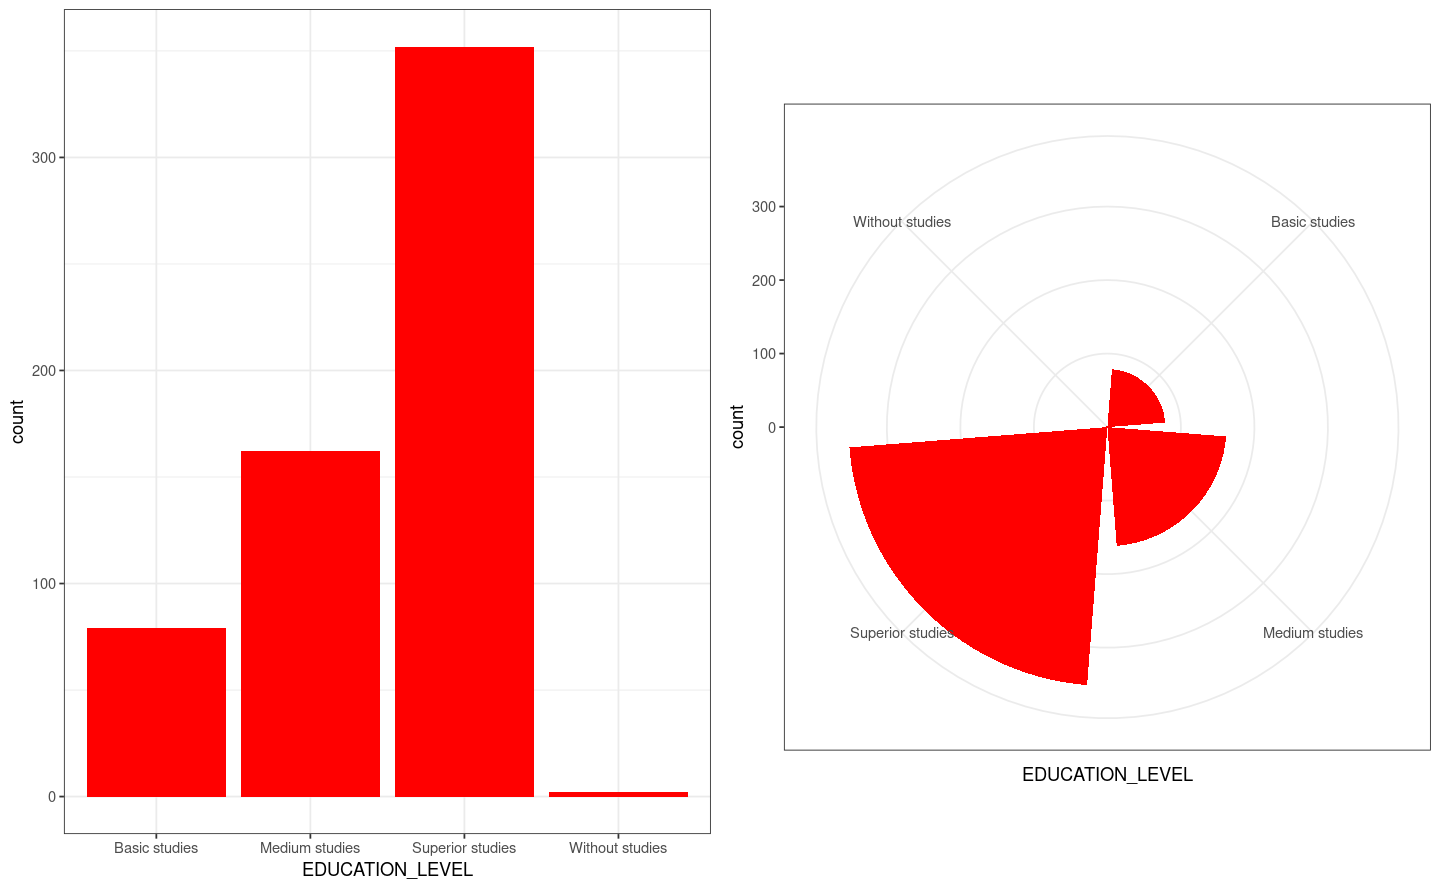 count
300
200
100
0
Basic studies
Medium studies
Superior studies
Without studies
EDUCATION_LEVEL
count
300
200
100
0
Without studies
Basic studies
Superior studies
Medium studies
EDUCATION_LEVEL